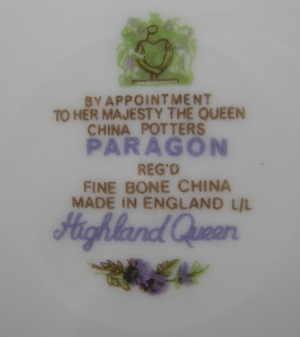 BY APPOINTMENT
TO HER MAJESTY THE QUEEN
CHINA POTTERS
PARAGON
REG'D
FINE BONE CHINA
MADE IN ENGLAND L/L
Highland Queen